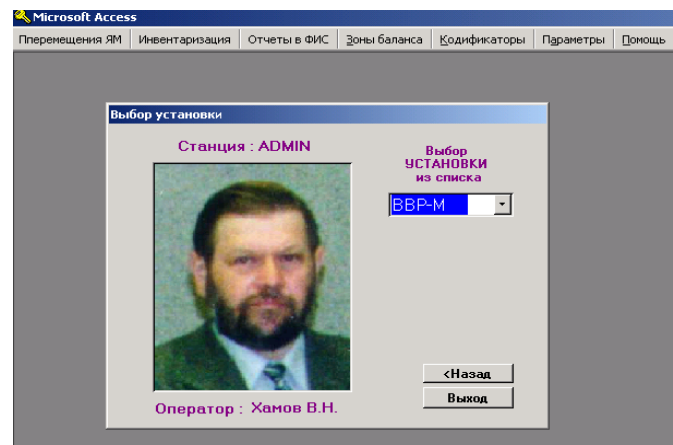 Microsoft Access
Пперемещения ЯМ Инвентаризация Отчеты в ФИС Зоны баланса Кодификаторы Параметры Помощь
Выбор установки
Станция : ADMIN
Выбор
УСТАНОВКИ
из списка
ВВР-М
<Назад
Выход
Оператор : Хамов В.Н.